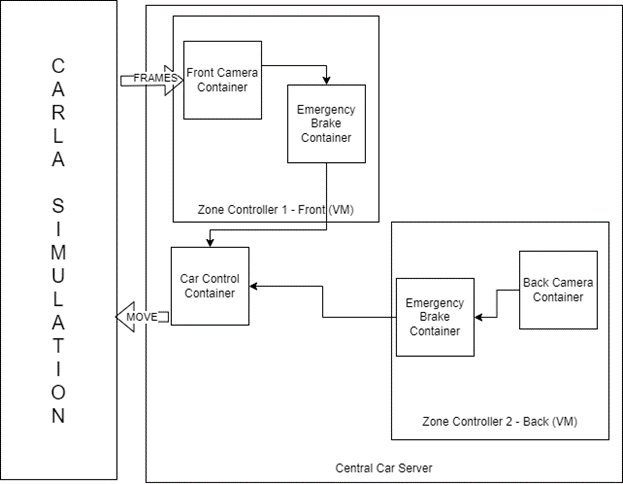 CARLA SIMULATION
FRAMES
Front Camera
Container
Emergency
Brake
Container
Zone Controller 1 - Front (VM)
Car Control
Container
MOVE
Emergency
Brake
Container
Back Camera
Container
Zone Controller 2 - Back (VM)
Central Car Server